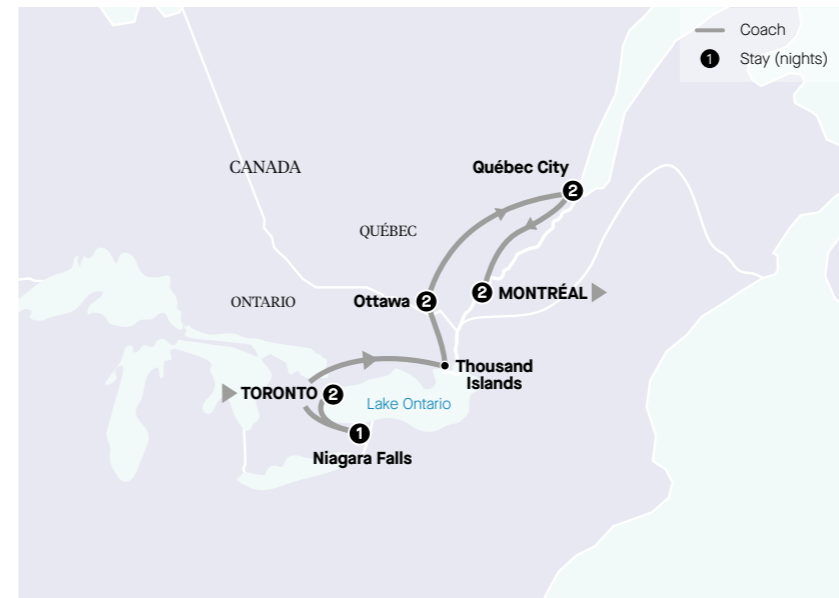 Coach
1 Stay (nights)
CANADA
Québec City
2
QUÉBEC
ONTARIO
Ottawa 2
2 MONTRÉAL
Thousand
Islands
TORONTO 2
Lake Ontario
1
Niagara Falls